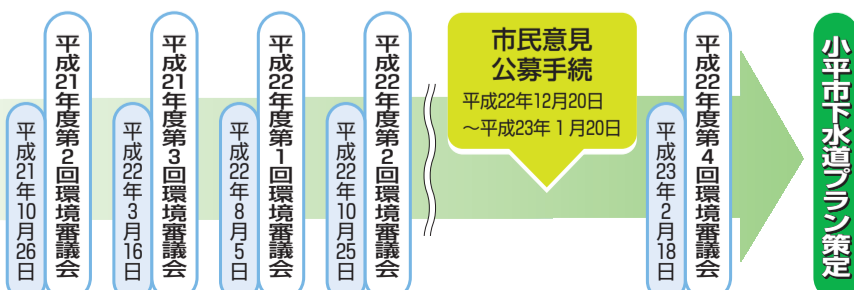 平成21年度第2回環境審議会
平成21年10月26日
平成21年度第3回環境審議会
平成22年3月16日
平成22年度第1回環境審議会
平成22年8月5日
平成22年度第2回環境審議会
平成22年10月25日
市民意見
公募手続
平成22年12月20日
～平成23年1月20日
平成22年度第4回環境審議会
平成23年2月18日
小平市下水道プラン策定